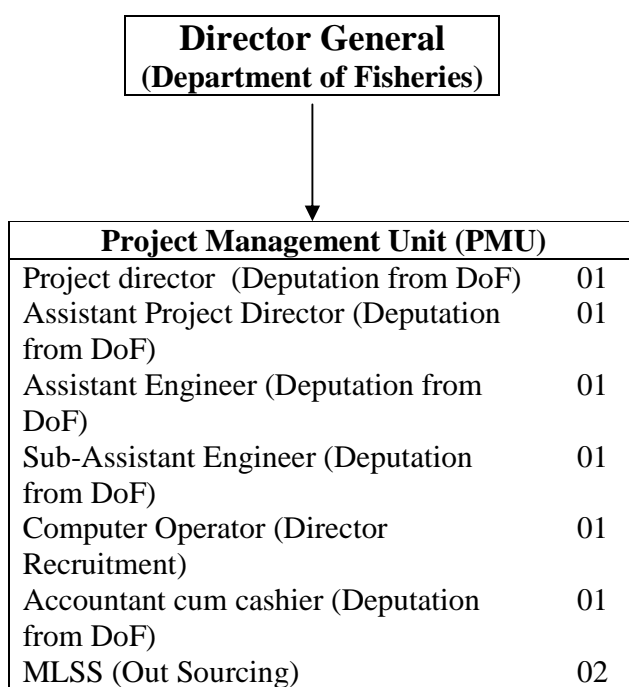 Director General
(Department of Fisheries)
Project Management Unit (PMU)
Project director (Deputation from DoF) 01
Assistant Project Director (Deputation 01
from DoF)
Assistant Engineer (Deputation from 01
DoF)
Sub-Assistant Engineer (Deputation 01
from DoF)
Computer Operator (Director 01
Recruitment)
Accountant cum cashier (Deputation 01
from DoF)
MLSS (Out Sourcing) 02